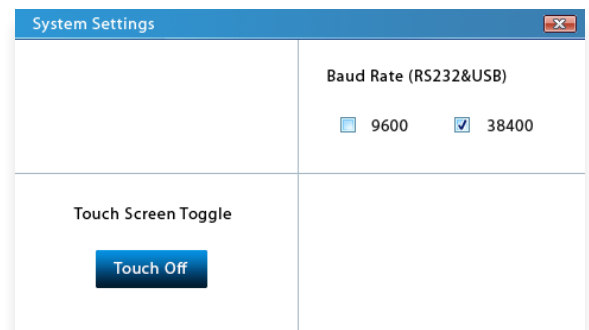 System Settings
Baud Rate (RS232&USB)
9600 38400
Touch Screen Toggle
Touch Off